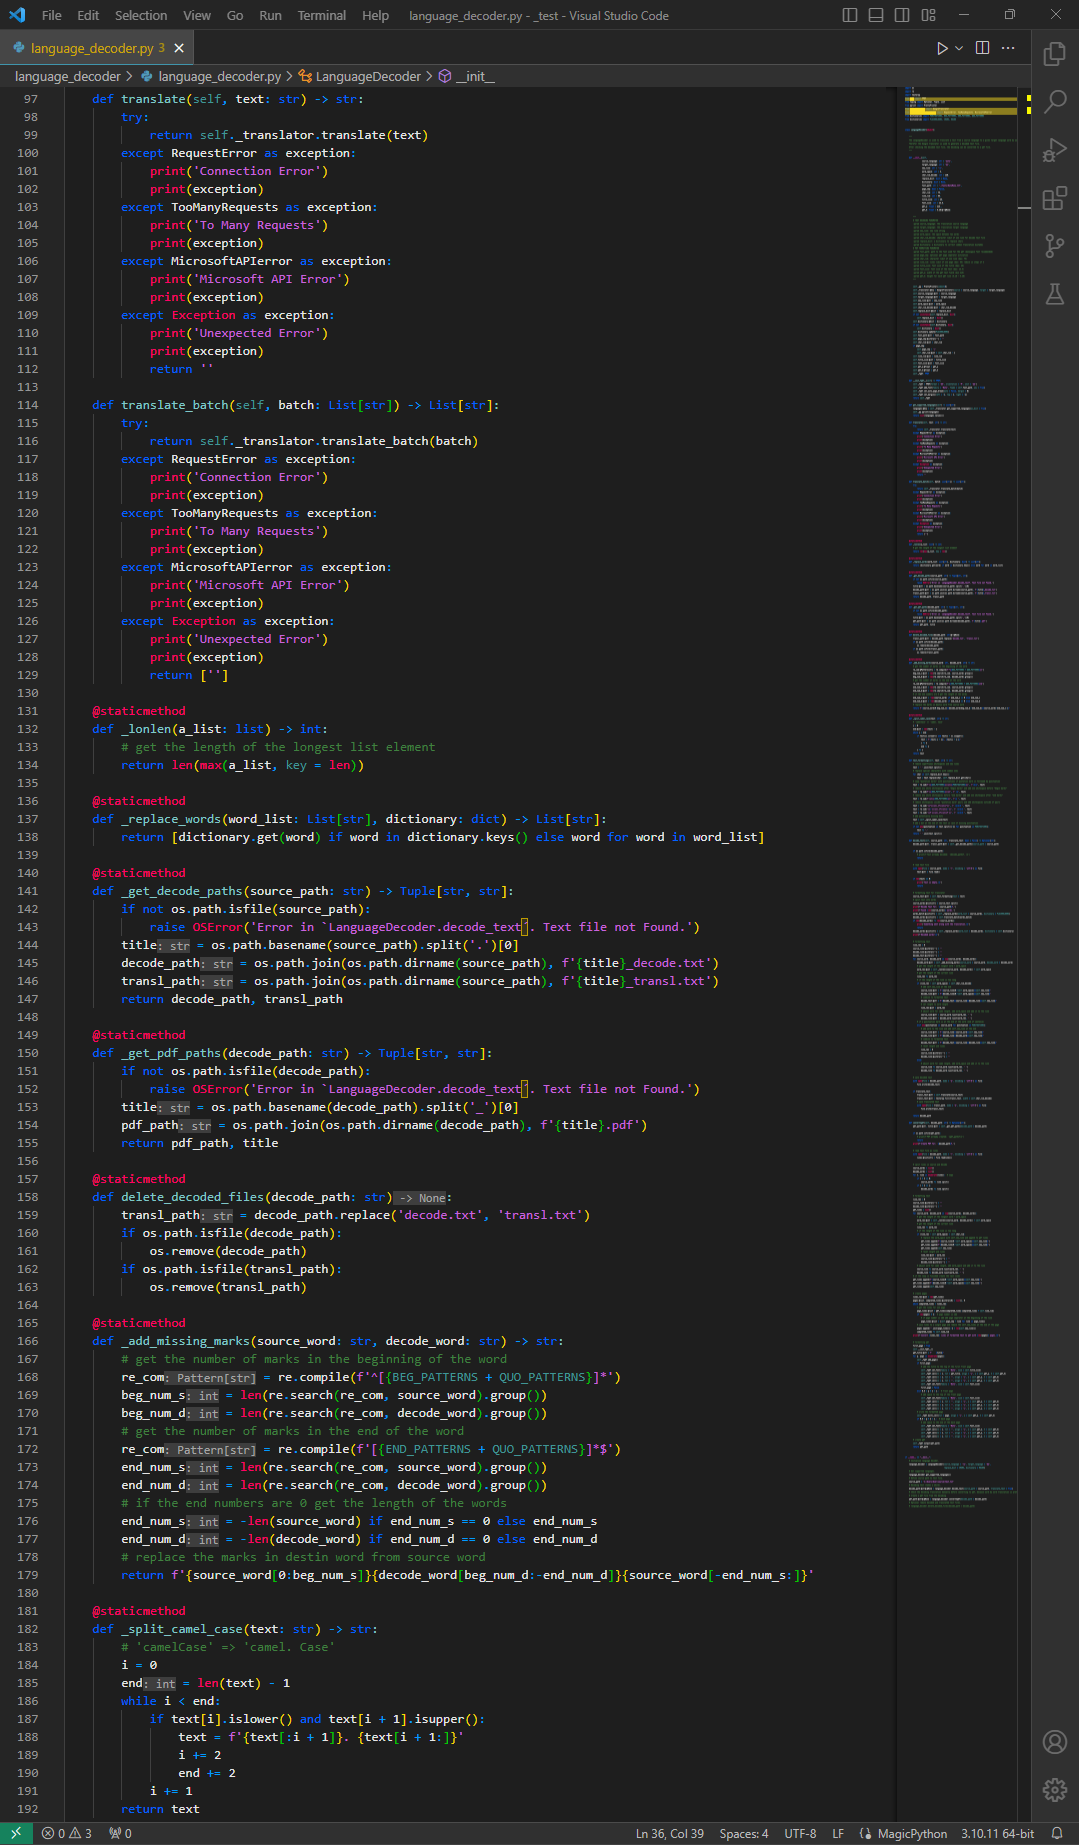 File Edit Selection View Go Run Terminal Help language_decoder.py - _test - Visual Studio Code
language_decoder.py 3
language_decoder > language_decoder.py > LanguageDecoder > __init__
97 def translate(self, text: str) -> str:
98 try:
99 return self._translator.translate(text)
100 except RequestError as exception:
101 print('Connection Error')
102 print(exception)
103 except TooManyRequests as exception:
104 print('To Many Requests')
105 print(exception)
106 except MicrosoftAPIerror as exception:
107 print('Microsoft API Error')
108 print(exception)
109 except Exception as exception:
110 print('Unexpected Error')
111 print(exception)
112 return ''
113
114 def translate_batch(self, batch: List[str]) -> List[str]:
115 try:
116 return self._translator.translate_batch(batch)
117 except RequestError as exception:
118 print('Connection Error')
119 print(exception)
120 except TooManyRequests as exception:
121 print('To Many Requests')
122 print(exception)
123 except MicrosoftAPIerror as exception:
124 print('Microsoft API Error')
125 print(exception)
126 except Exception as exception:
127 print('Unexpected Error')
128 print(exception)
129 return ['']
130
131 @staticmethod
132 def _lonlen(a_list: list) -> int:
133 # get the length of the longest list element
134 return len(max(a_list, key = len))
135
136 @staticmethod
137 def _replace_words(word_list: List[str], dictionary: dict) -> List[str]:
138 return [dictionary.get(word) if word in dictionary.keys() else word for word in word_list]
139
140 @staticmethod
141 def _get_decode_paths(source_path: str) -> Tuple[str, str]:
142 if not os.path.isfile(source_path):
143 raise OSError('Error in `LanguageDecoder.decode_text`. Text file not Found.')
144 title: str = os.path.basename(source_path).split('.')[0]
145 decode_path: str = os.path.join(os.path.dirname(source_path), f'{title}_decode.txt')
146 transl_path: str = os.path.join(os.path.dirname(source_path), f'{title}_transl.txt')
147 return decode_path, transl_path
148
149 @staticmethod
150 def _get_pdf_paths(decode_path: str) -> Tuple[str, str]:
151 if not os.path.isfile(decode_path):
152 raise OSError('Error in `LanguageDecoder.decode_text`. Text file not Found.')
153 title: str = os.path.basename(decode_path).split('_')[0]
154 pdf_path: str = os.path.join(os.path.dirname(decode_path), f'{title}.pdf')
155 return pdf_path, title
156
157 @staticmethod
158 def delete_decoded_files(decode_path: str) -> None:
159 transl_path: str = decode_path.replace('decode.txt', 'transl.txt')
160 if os.path.isfile(decode_path):
161 os.remove(decode_path)
162 if os.path.isfile(transl_path):
163 os.remove(transl_path)
164
165 @staticmethod
166 def _add_missing_marks(source_word: str, decode_word: str) -> str:
167 # get the number of marks in the beginning of the word
168 re_com: Pattern[str] = re.compile(f'^[{BEG_PATTERNS + QUO_PATTERNS}]*')
169 beg_num_s: int = len(re.search(re_com, source_word).group())
170 beg_num_d: int = len(re.search(re_com, decode_word).group())
171 # get the number of marks in the end of the word
172 re_com: Pattern[str] = re.compile(f'[{END_PATTERNS + QUO_PATTERNS}]*$')
173 end_num_s: int = len(re.search(re_com, source_word).group())
174 end_num_d: int = len(re.search(re_com, decode_word).group())
175 # if the end numbers are 0 get the length of the words
176 end_num_s: int = -len(source_word) if end_num_s == 0 else end_num_s
177 end_num_d: int = -len(decode_word) if end_num_d == 0 else end_num_d
178 # replace the marks in destin word from source word
179 return f'{source_word[0:beg_num_s]}{decode_word[beg_num_d:-end_num_d]}{source_word[-end_num_s:]}'
180
181 @staticmethod
182 def _split_camel_case(text: str) -> str:
183 # 'camelCase' => 'camel. Case'
184 i = 0
185 end: int = len(text) - 1
186 while i < end:
187 if text[i].islower() and text[i + 1].isupper():
188 text = f'{text[:i + 1]}. {text[i + 1:]}'
189 i += 2
190 end += 2
191 i += 1
192 return text
0 3 0 Ln 36, Col 39 Spaces: 4 UTF-8 LF MagicPython 3.10.11 64-bit